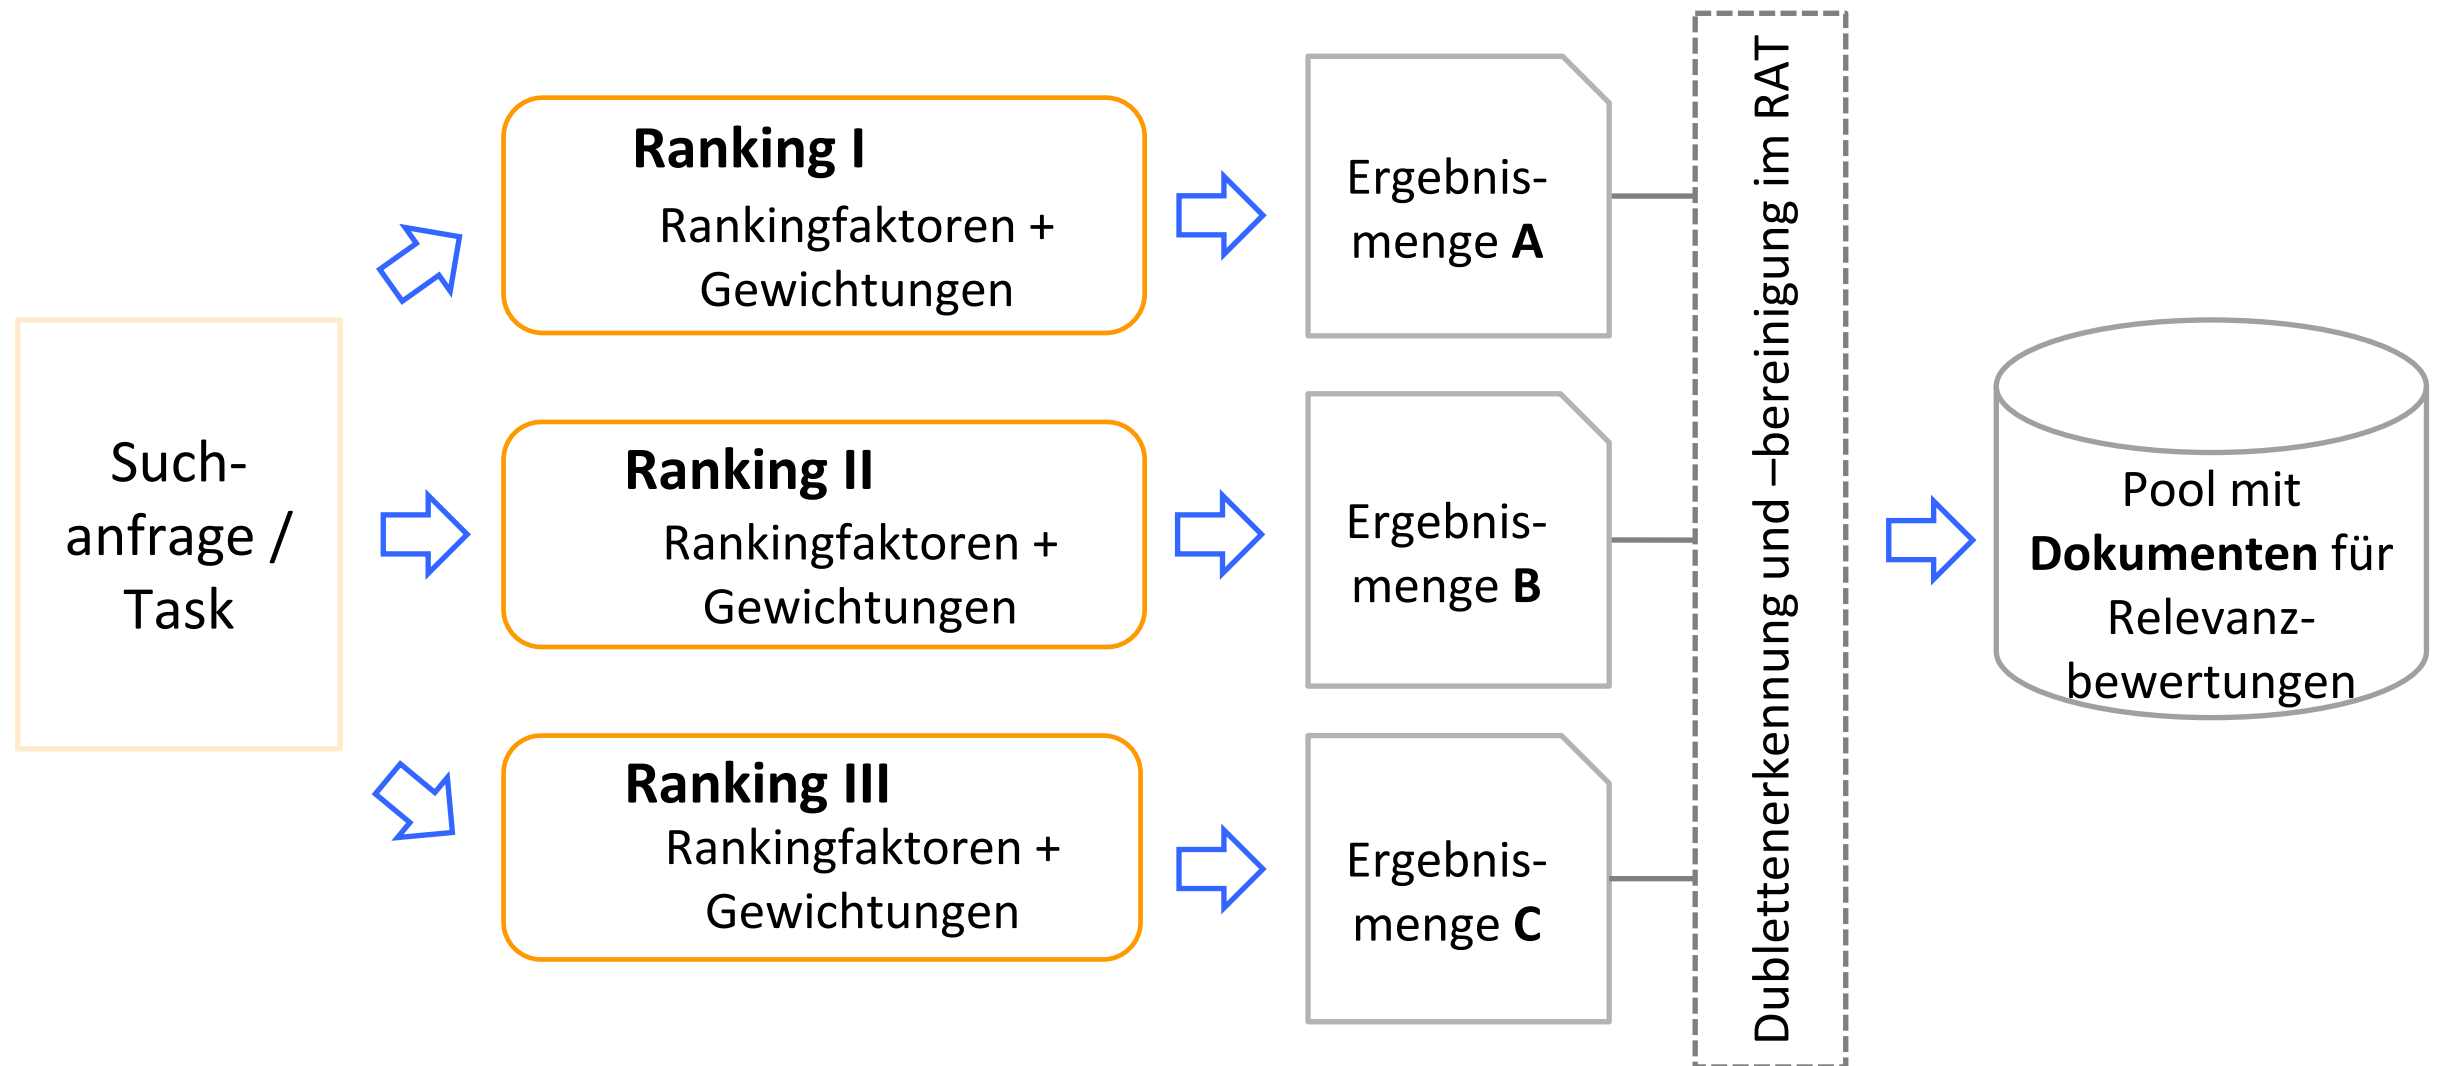 Such-
anfrage /
Task
Ranking I
Rankingfaktoren +
Gewichtungen
Ranking II
Rankingfaktoren +
Gewichtungen
Ranking III
Rankingfaktoren +
Gewichtungen
Ergebnis-
menge A
Ergebnis-
menge B
Ergebnis-
menge C
Dublettenerkennung und –bereinigung im RAT
Pool mit
Dokumenten für
Relevanz-
bewertungen